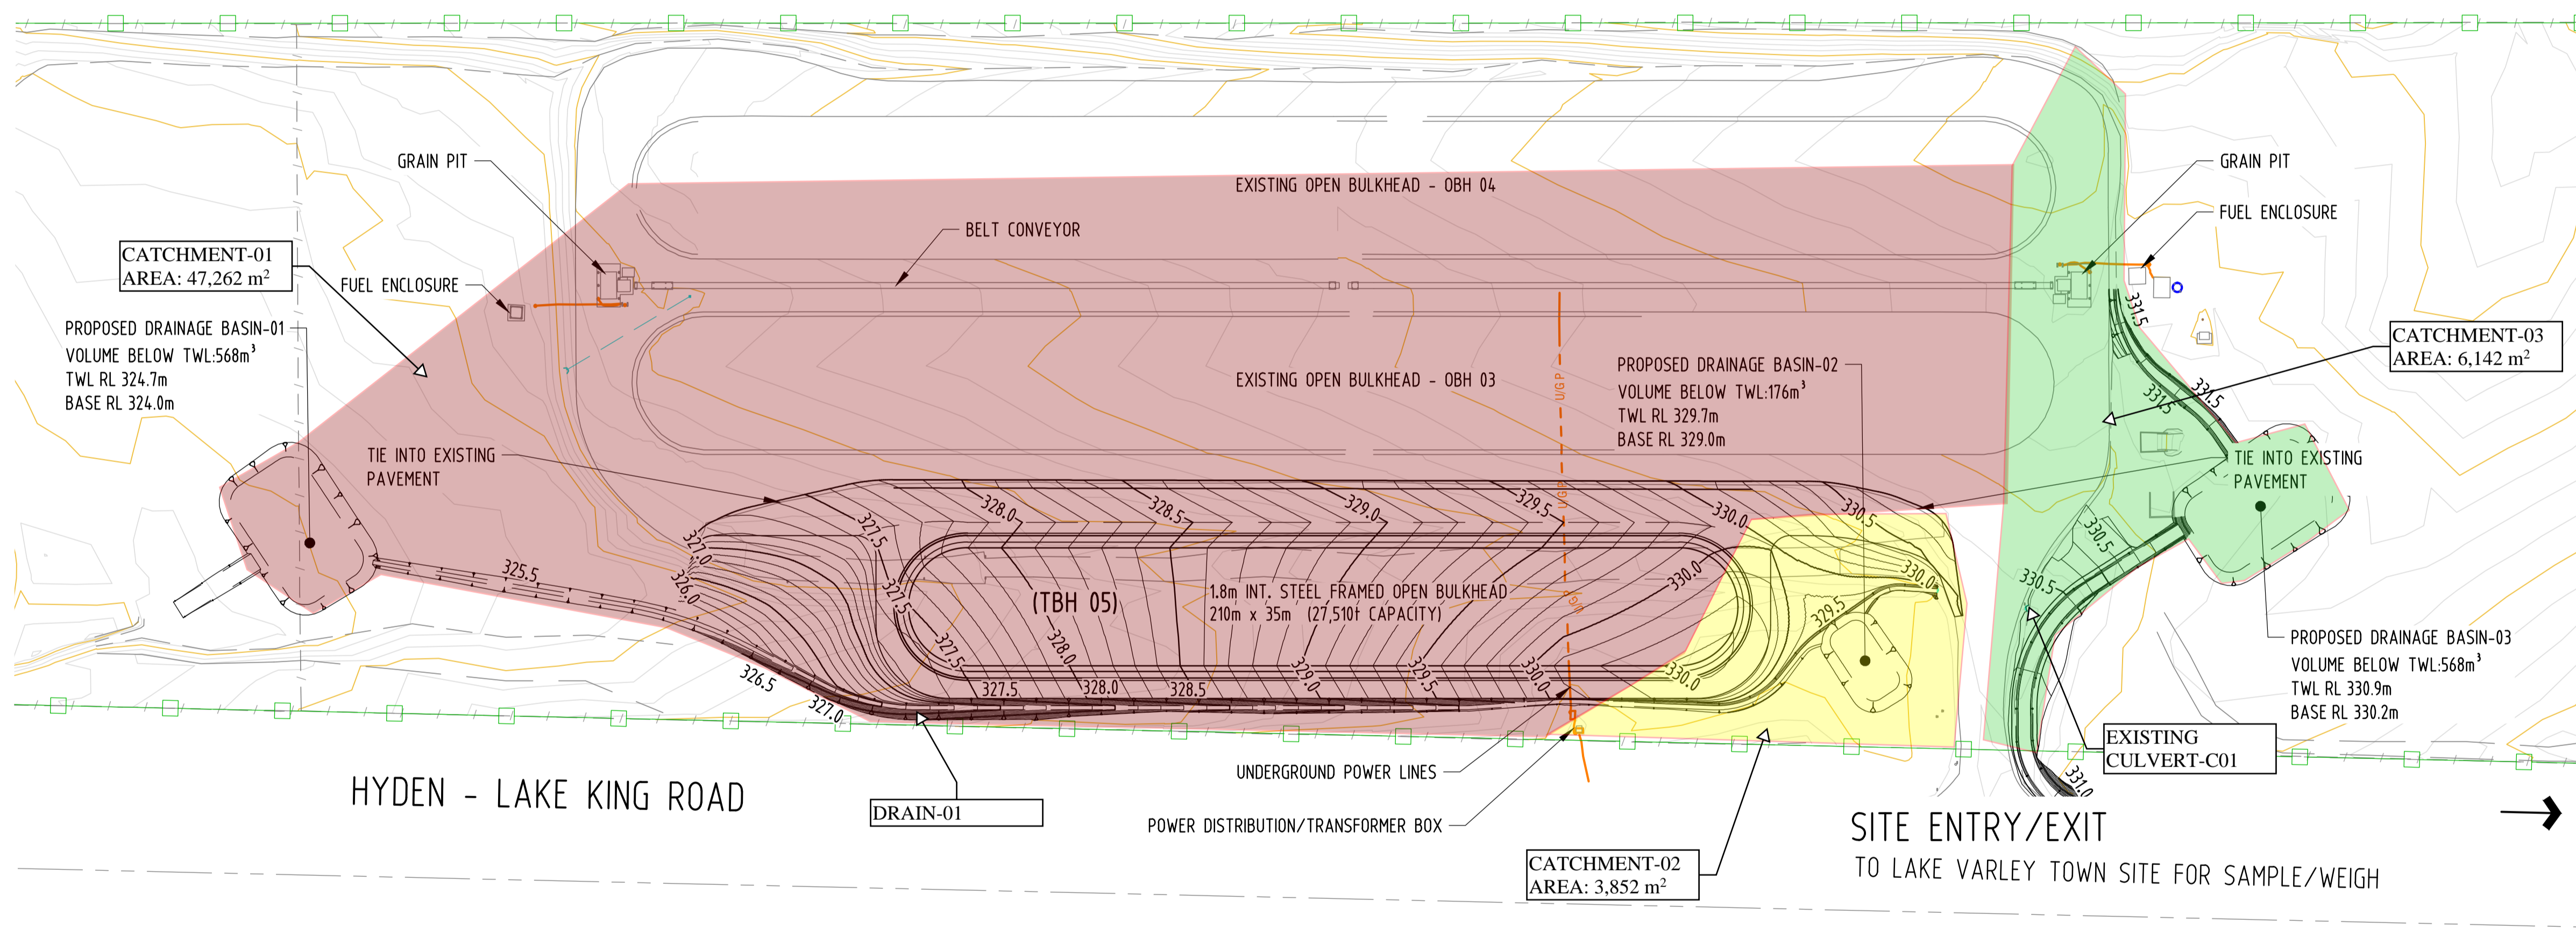 GRAIN PIT
EXISTING OPEN BULKHEAD - OBH 04
GRAIN PIT
FUEL ENCLOSURE
BELT CONVEYOR
CATCHMENT-01
AREA: 47,262 m²
FUEL ENCLOSURE
PROPOSED DRAINAGE BASIN-01
VOLUME BELOW TWL:568m³
TWL RL 324.7m
BASE RL 324.0m
331.5
CATCHMENT-03
AREA: 6,142 m²
EXISTING OPEN BULKHEAD - OBH 03
U/GP
U/GP
U/GP
PROPOSED DRAINAGE BASIN-02
VOLUME BELOW TWL:176m³
TWL RL 329.7m
BASE RL 329.0m
331.5
331.5
TIE INTO EXISTING
PAVEMENT
TIE INTO EXISTING
PAVEMENT
327.5
328.0
328.5
329.0
329.5
330.0
330.5
327.0
326.0
325.5
327.5
(TBH 05)
1.8m INT. STEEL FRAMED OPEN BULKHEAD
210m x 35m (27,510t CAPACITY)
330.0
330.0
329.5
330.5
330.5
327.5
328.0
326.5
327.0
327.5
328.0
328.5
329.0
329.5
330.0
330.0
PROPOSED DRAINAGE BASIN-03
VOLUME BELOW TWL:568m³
TWL RL 330.9m
BASE RL 330.2m
EXISTING
CULVERT-C01
331.0
UNDERGROUND POWER LINES
HYDEN - LAKE KING ROAD
DRAIN-01
POWER DISTRIBUTION/TRANSFORMER BOX
SITE ENTRY/EXIT
TO LAKE VARLEY TOWN SITE FOR SAMPLE/WEIGH
CATCHMENT-02
AREA: 3,852 m²